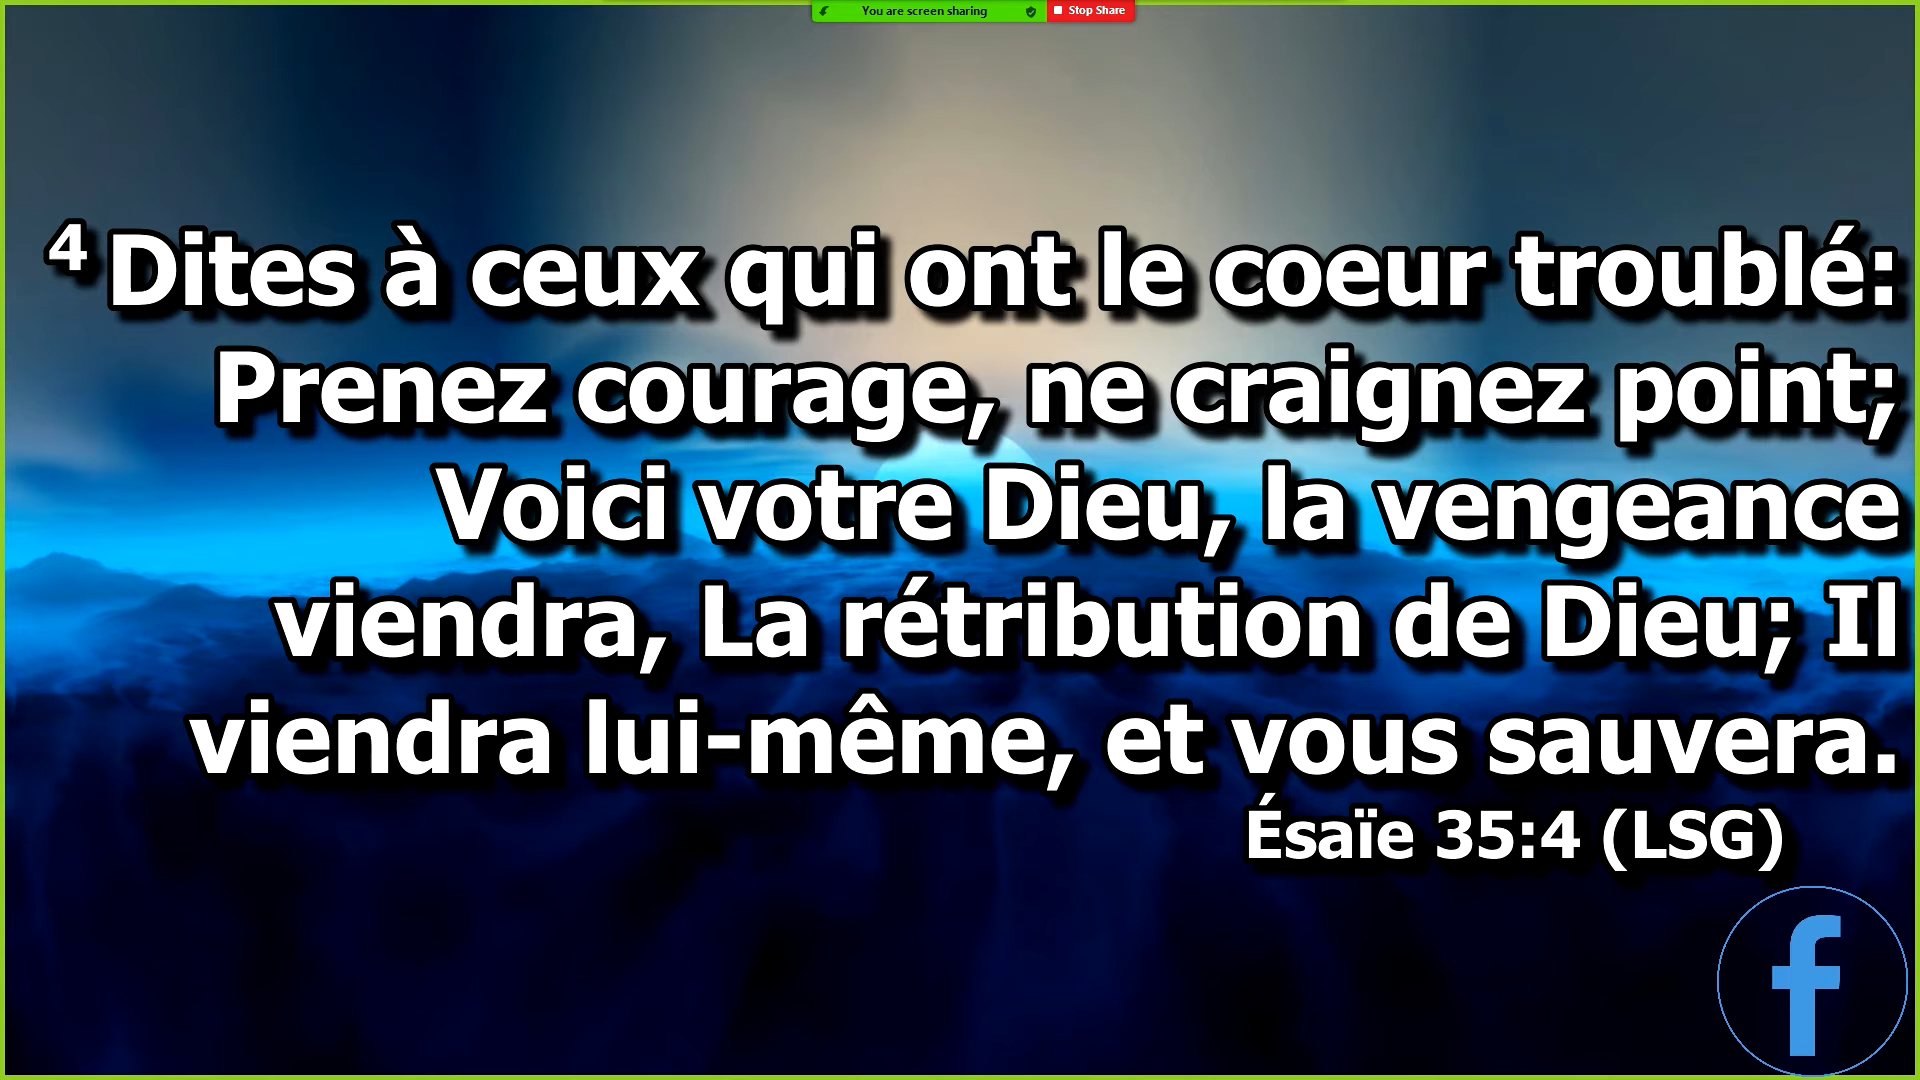 You are screen sharing Stop Share
4 Dites à ceux qui ont le coeur troublé:
Prenez courage, ne craignez point;
Voici votre Dieu, la vengeance
viendra, La rétribution de Dieu; Il
viendra lui-même, et vous sauvera.
Ésaïe 35:4 (LSG)
f